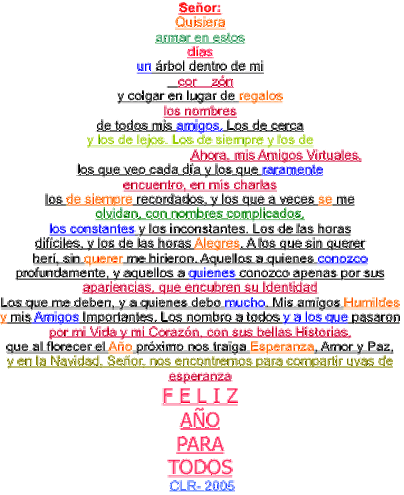 Señor:
Quisiera
armar en estos
días
un árbol dentro de mi
cor zón
y colgar en lugar de regalos
los nombres
de todos mis amigos. Los de cerca
y los de lejos. Los de siempre y los de
Ahora, mis Amigos Virtuales,
los que veo cada día y los que raramente
encuentro, en mis charlas
los de siempre recordados, y los que a veces se me
olvidan, con nombres complicados,
los constantes y los inconstantes. Los de las horas
difíciles, y los de las horas Alegres. A los que sin querer
herí, sin querer me hirieron. Aquellos a quienes conozco
profundamente, y aquellos a quienes conozco apenas por sus
apariencias, que encubren su Identidad
Los que me deben, y a quienes debo mucho. Mis amigos Humildes
y mis Amigos Importantes. Los nombro a todos y a los que pasaron
por mi Vida y mi Corazón, con sus bellas Historias,
que al florecer el Año próximo nos traiga Esperanza, Amor y Paz,
y en la Navidad, Señor, nos encontremos para compartir uvas de
esperanza
F E L I Z
AÑO
PARA
TODOS
CLR- 2005